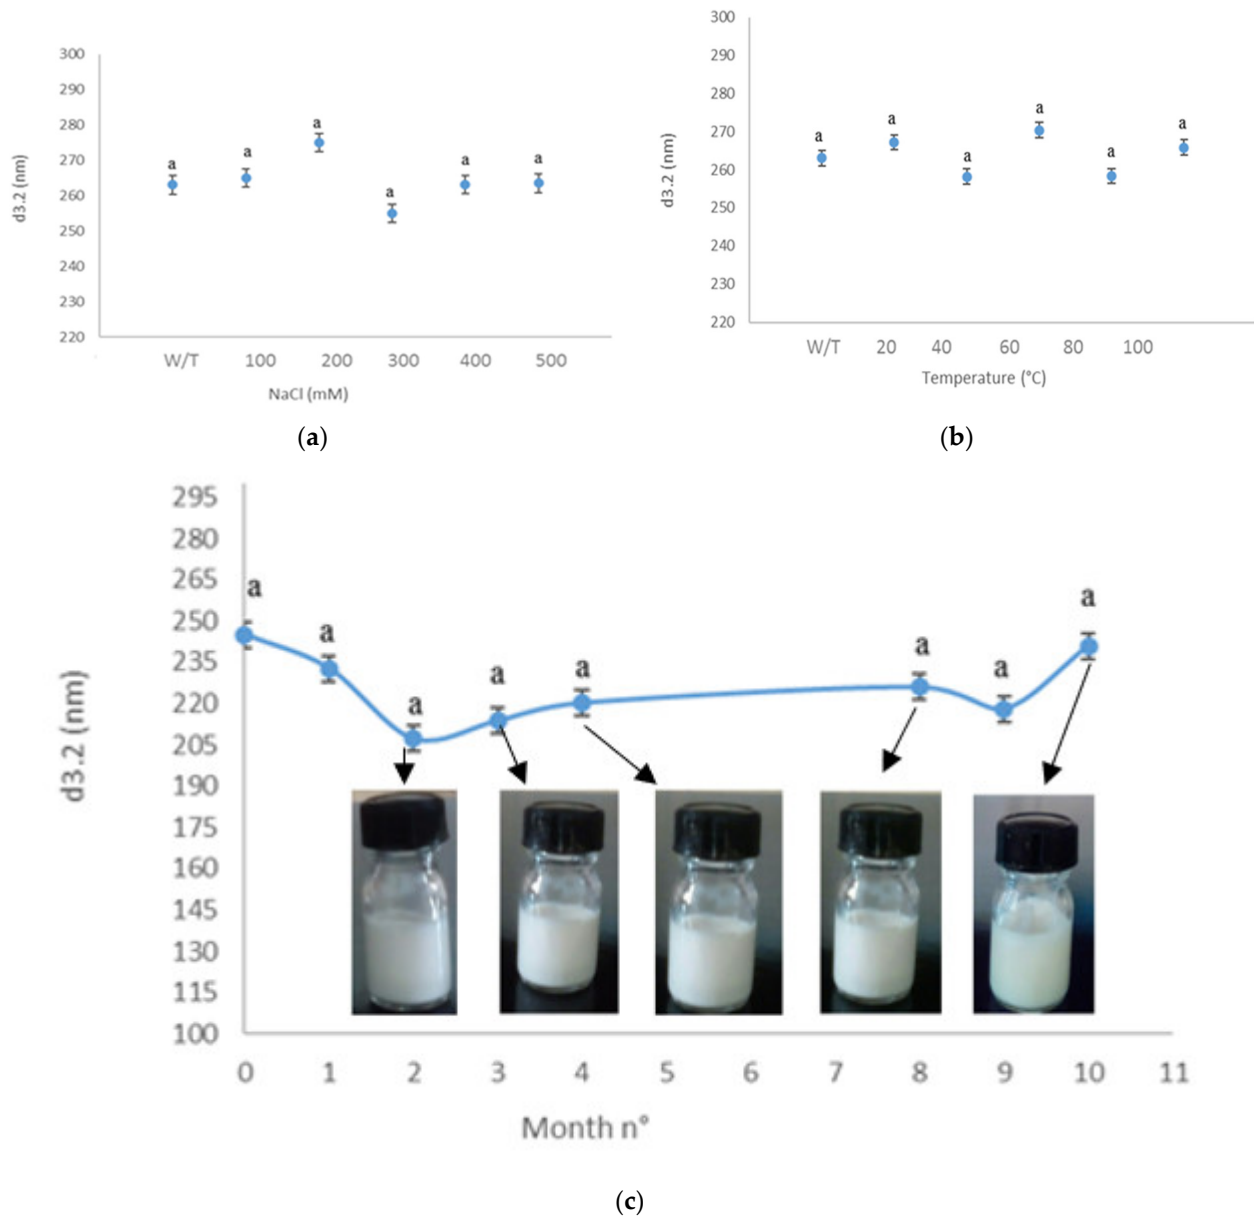 300
290
280
270
260
250
240
230
220
d3.2 (nm)
a a a a a a
W/T 100 200 300 400 500
NaCl (mM)
(a)
300
290
280
270
260
250
240
230
220
d3.2 (nm)
a a a a a a
W/T 20 40 60 80 100
Temperature (°C)
(b)
295
280
265
250
235
220
205
190
175
160
145
130
115
100
d3.2 (nm)
a a a a a a a a
0 1 2 3 4 5 6 7 8 9 10 11
Month n°
(c)